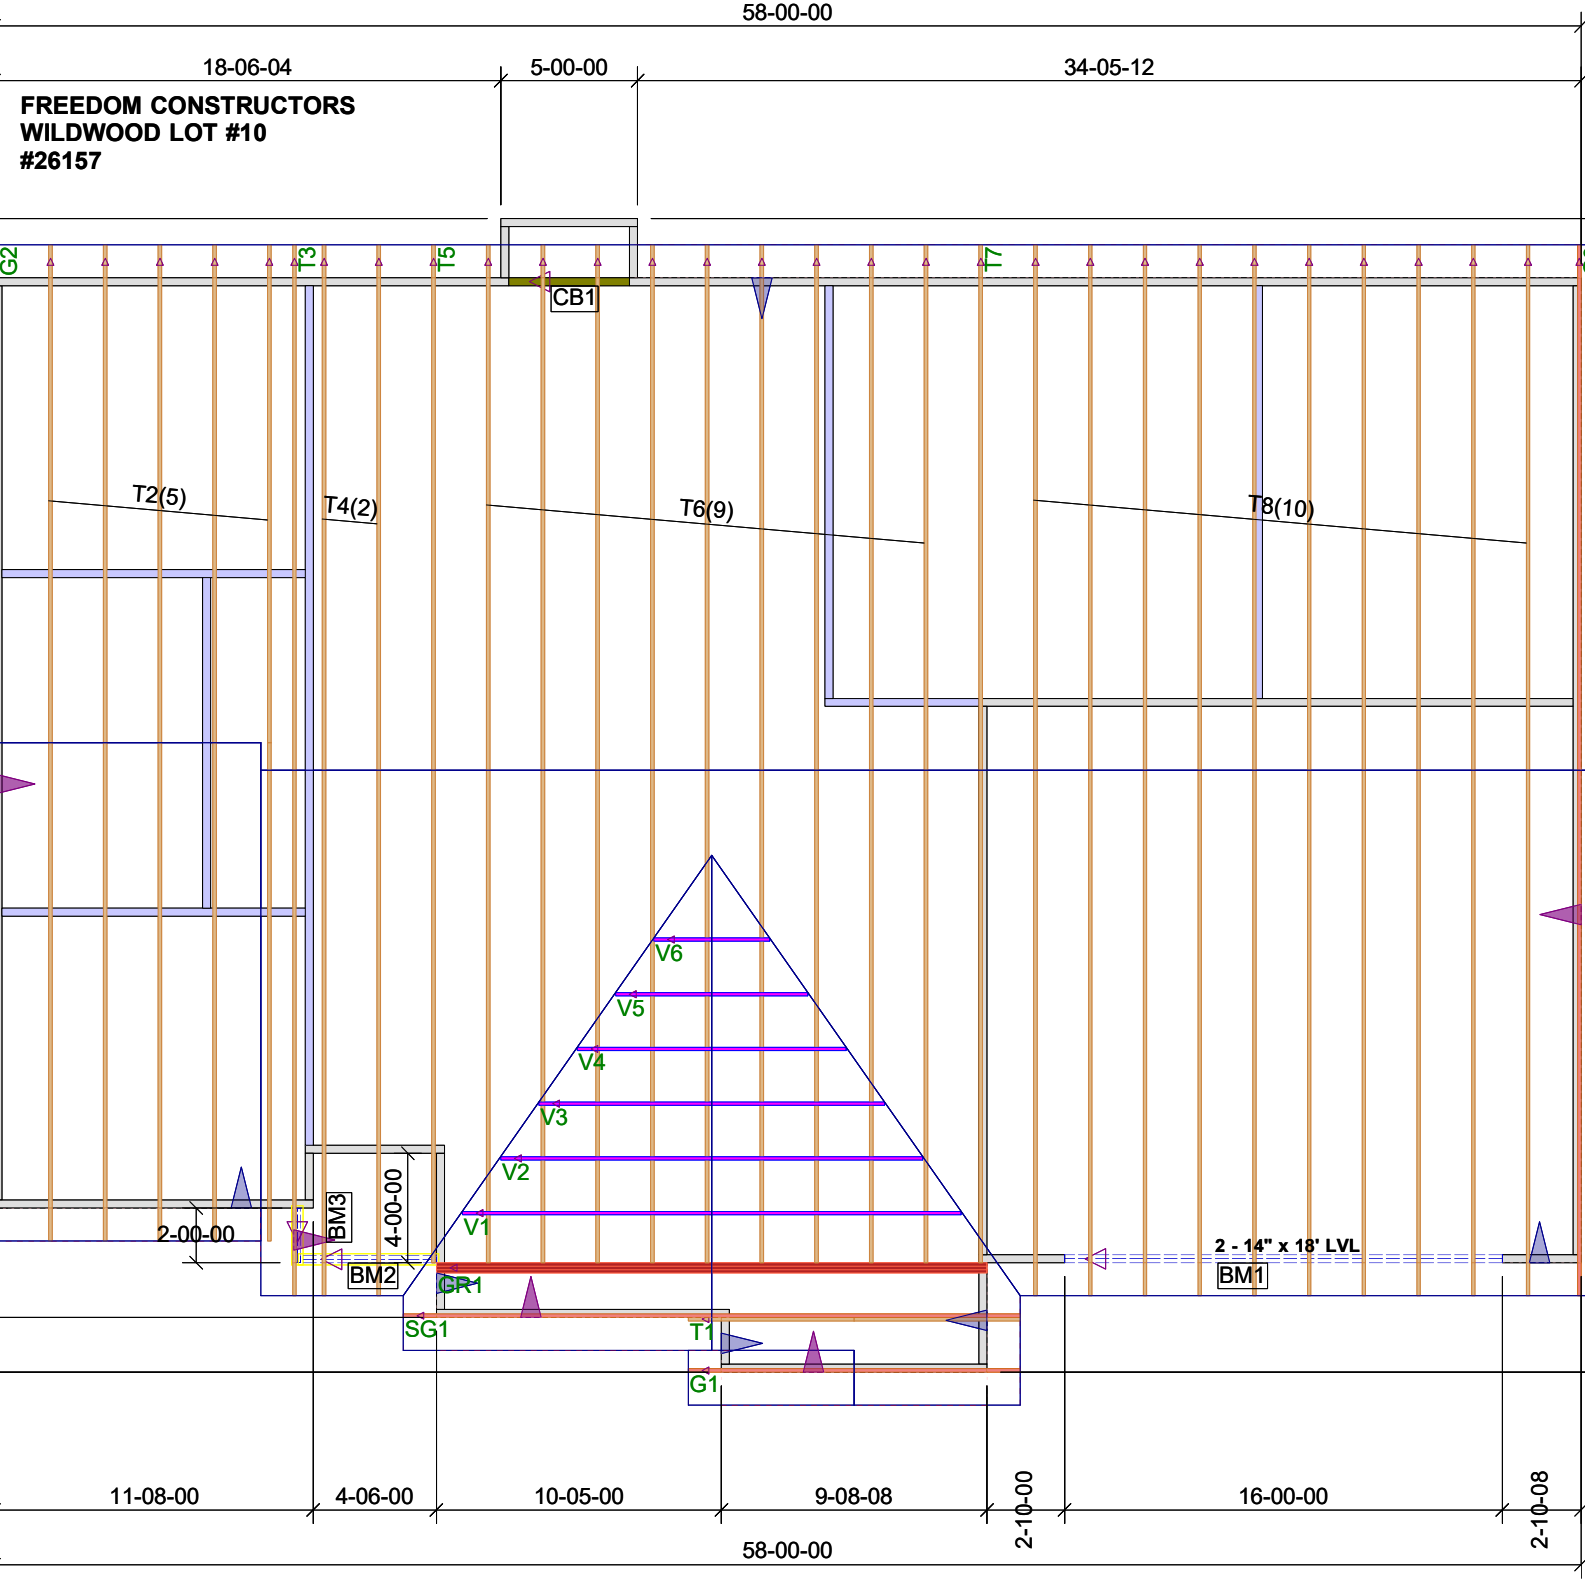 58-00-00
18-06-04
5-00-00
34-05-12
FREEDOM CONSTRUCTORS
WILDWOOD LOT #10
#26157
G2
T3
T5
T7
CB1
T2(5)
T4(2)
T6(9)
T8(10)
V6
V5
V4
V3
V2
V1
BM3
4-00-00
2-00-00
BM2
GR1
2 - 14" x 18' LVL
BM1
SG1
T1
G1
11-08-00
4-06-00
10-05-00
9-08-08
2-10-00
16-00-00
2-10-08
58-00-00